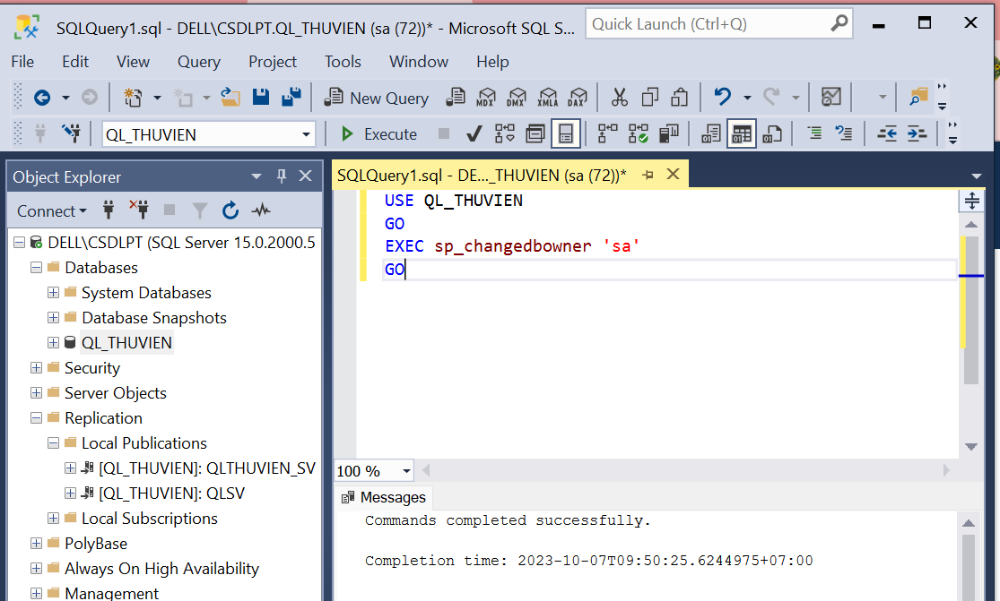 SQLQuery1.sql - DELL\CSDLPT.QL_THUVIEN (sa (72))* - Microsoft SQL S...
Quick Launch (Ctrl+Q)
File Edit View Query Project Tools Window Help
New Query
MDX DMX XMLA DAX
QL_THUVIEN
Execute
Object Explorer
SQLQuery1.sql - DE..._THUVIEN (sa (72))*
Connect
DELL\CSDLPT (SQL Server 15.0.2000.5
Databases
System Databases
Database Snapshots
QL_THUVIEN
Security
Server Objects
Replication
Local Publications
[QL_THUVIEN]: QLTHUVIEN_SV
[QL_THUVIEN]: QLSV
Local Subscriptions
PolyBase
Always On High Availability
Management
USE QL_THUVIEN
GO
EXEC sp_changedbowner 'sa'
GO
100 %
Messages
Commands completed successfully.
Completion time: 2023-10-07T09:50:25.6244975+07:00